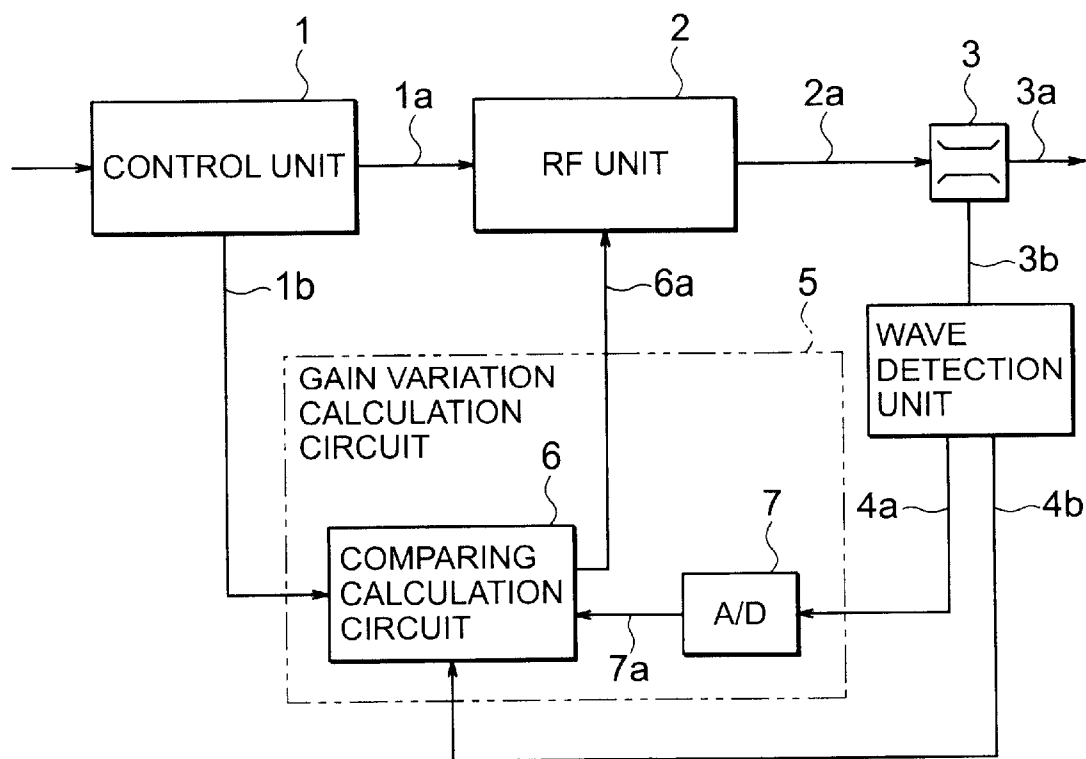 1
2
3
1a
2a
3a
CONTROL UNIT
RF UNIT
1b
6a
3b
5
WAVE
DETECTION
UNIT
GAIN VARIATION
CALCULATION
CIRCUIT
6
7
4a
4b
COMPARING
CALCULATION
CIRCUIT
A/D
7a